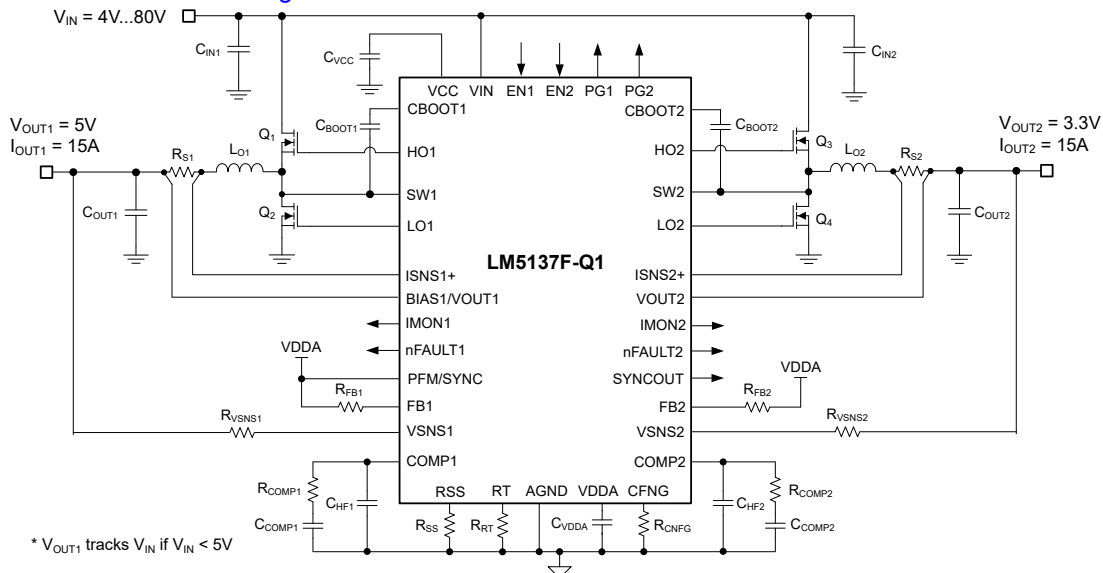 V_IN = 4V...80V
C_IN1
C_VCC
C_IN2
VCC VIN EN1 EN2 PG1 PG2
CBOOT1
CBOOT2
C_BOOT1
C_BOOT2
V_OUT1 = 5V
I_OUT1 = 15A
V_OUT2 = 3.3V
I_OUT2 = 15A
R_S1
L_O1
Q_1
HO1
HO2
Q_3
L_O2
R_S2
SW1
SW2
C_OUT1
Q_2
LO1
LO2
Q_4
C_OUT2
LM5137F-Q1
ISNS1+
ISNS2+
BIAS1/VOUT1
VOUT2
IMON1
IMON2
nFAULT1
nFAULT2
VDDA
PFM/SYNC
SYNCOUT
VDDA
R_FB1
FB1
FB2
R_FB2
R_VSNS1
VSNS1
VSNS2
R_VSNS2
COMP1
COMP2
RSS RT AGND VDDA CFNG
R_COMP1
C_HF1
C_COMP1
R_SS
R_RT
C_VDDA
R_CNFG
C_HF2
R_COMP2
C_COMP2
* V_OUT1 tracks V_IN if V_IN < 5V